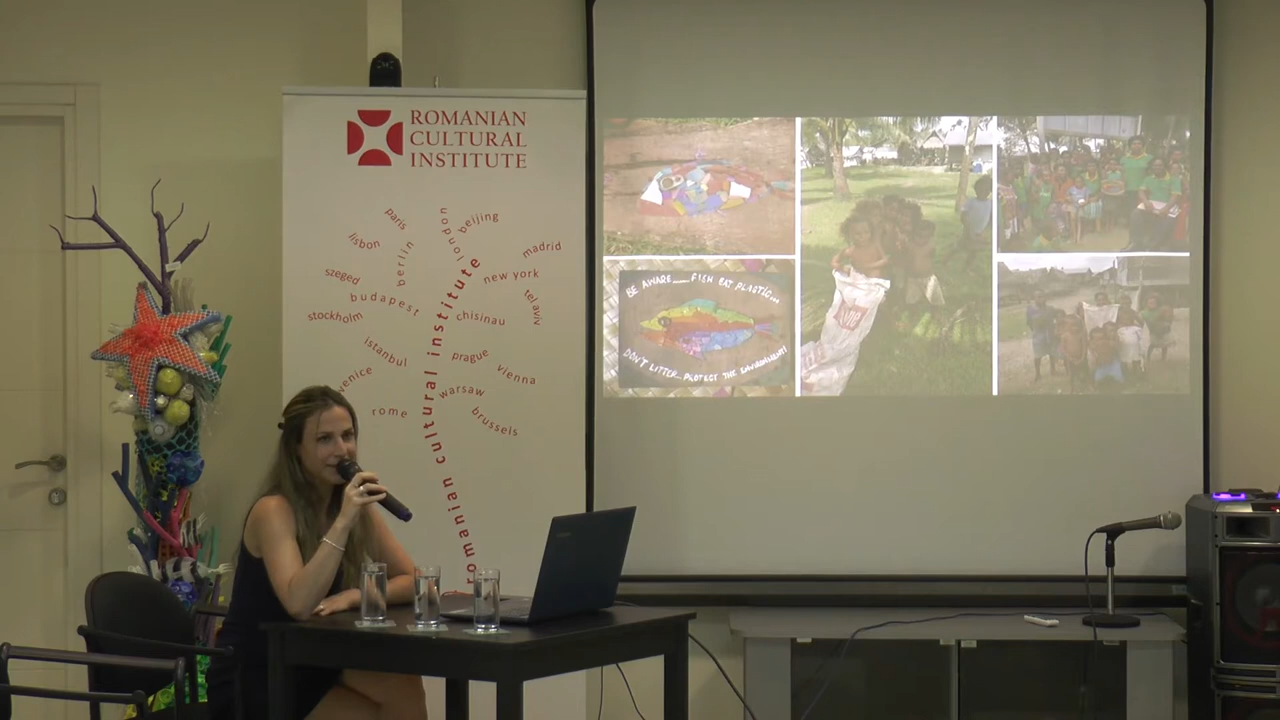 ROMANIAN
CULTURAL
INSTITUTE
paris
london
beijing
lisbon
berlin
madrid
szeged
new york
budapest
tel aviv
stockholm
chisinau
istanbul
prague
venice
vienna
warsaw
rome
brussels
romanian cultural institute
BE AWARE.....FISH EAT PLASTIC...
DON'T LITTER...PROTECT THE ENVIRONMENT!